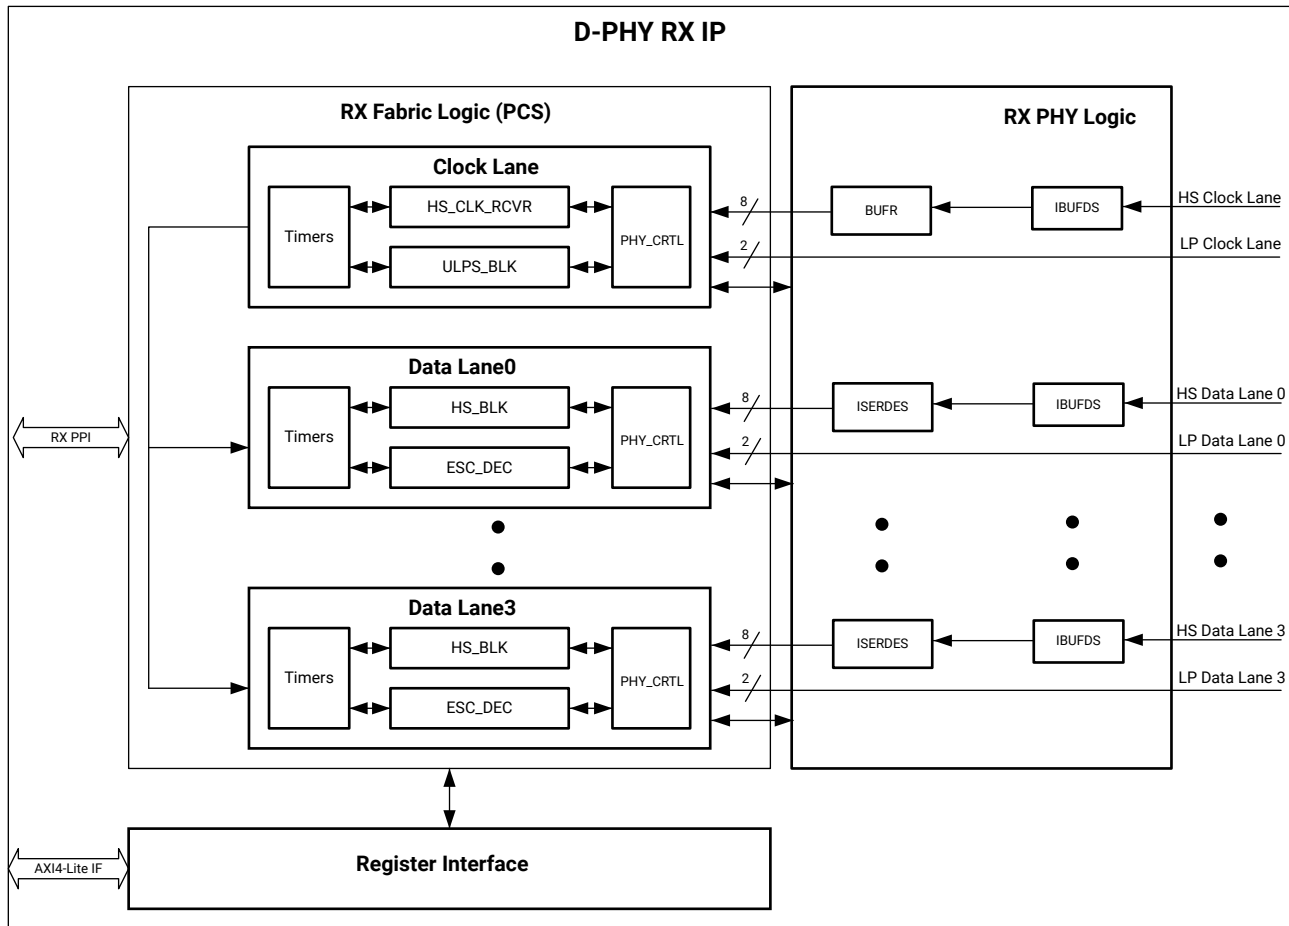 D-PHY RX IP
RX Fabric Logic (PCS)
RX PHY Logic
Clock Lane
Timers
HS_CLK_RCVR
ULPS_BLK
PHY_CRTL
8
2
BUFR
IBUFDS
HS Clock Lane
LP Clock Lane
Data Lane0
Timers
HS_BLK
ESC_DEC
PHY_CRTL
8
2
ISERDES
IBUFDS
HS Data Lane 0
LP Data Lane 0
RX PPI
Data Lane3
Timers
HS_BLK
ESC_DEC
PHY_CRTL
8
2
ISERDES
IBUFDS
HS Data Lane 3
LP Data Lane 3
Register Interface
AXI4-Lite IF